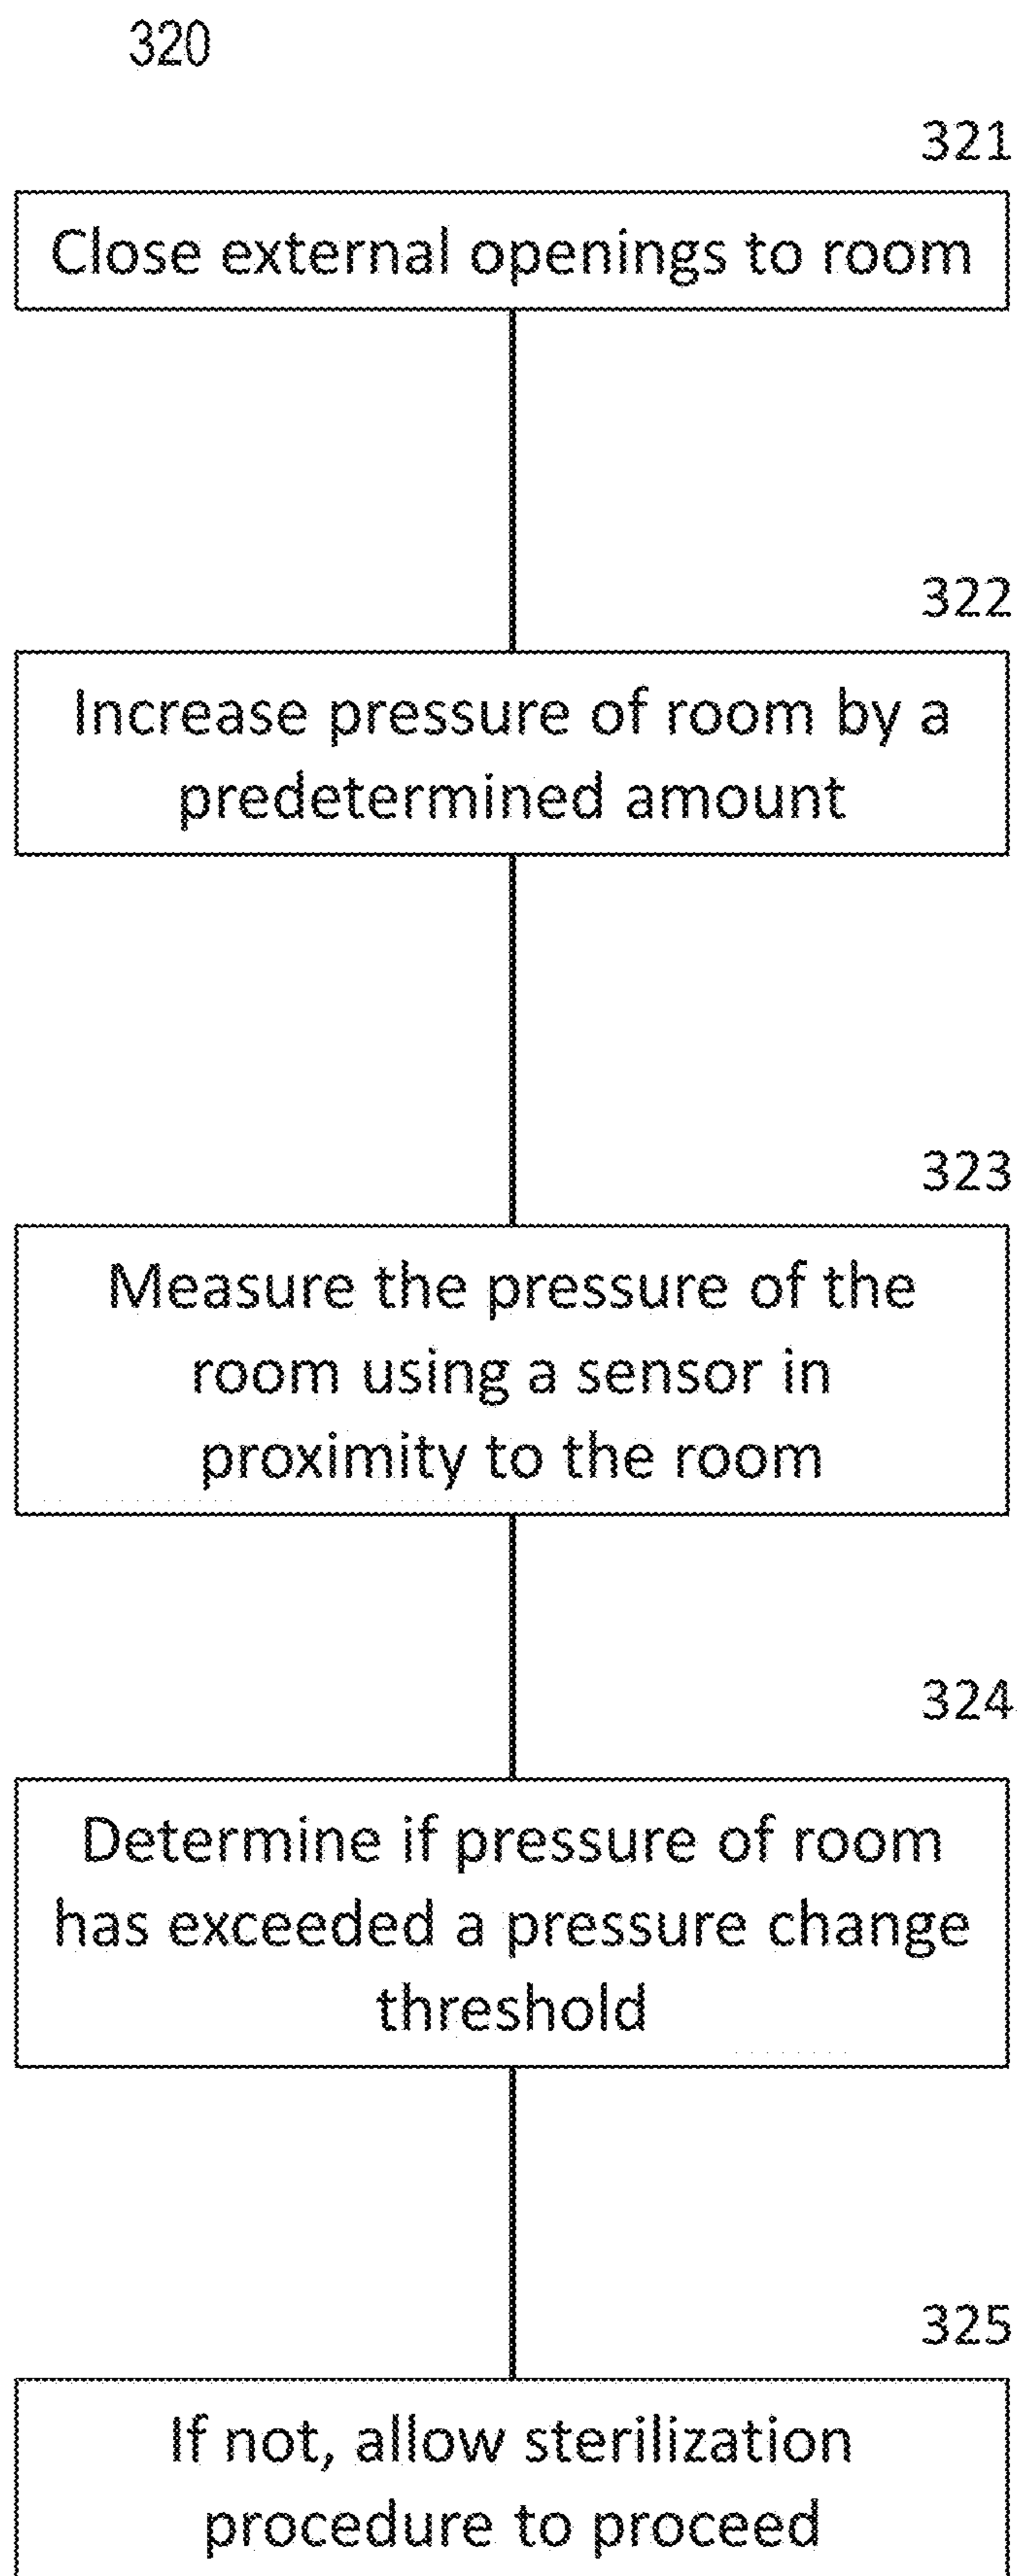 320
321
Close external openings to room
322
Increase pressure of room by a
predetermined amount
323
Measure the pressure of the
room using a sensor in
proximity to the room
324
Determine if pressure of room
has exceeded a pressure change
threshold
325
If not, allow sterilization
procedure to proceed